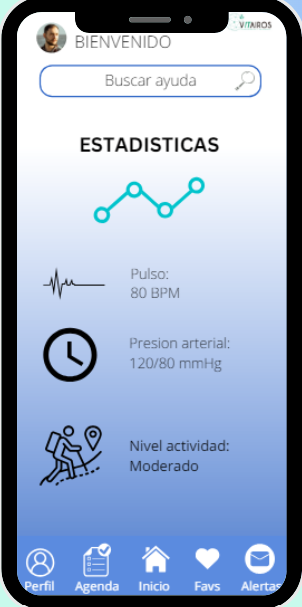 VITAIROS
BIENVENIDO
Buscar ayuda
ESTADISTICAS
Pulso:
80 BPM
Presion arterial:
120/80 mmHg
Nivel actividad:
Moderado
Perfil Agenda Inicio Favs Alertas